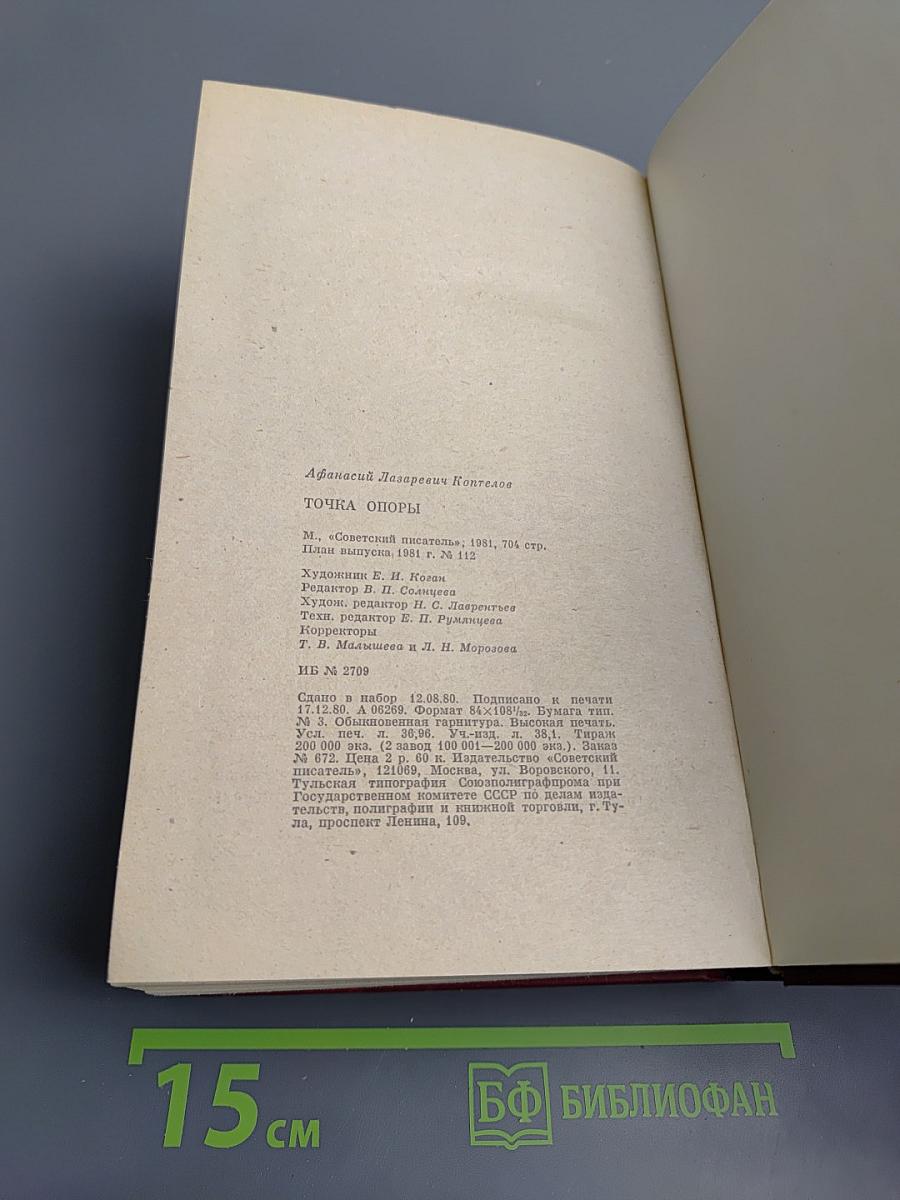 Афанасий Лазаревич Коптелов
ТОЧКА ОПОРЫ
М., «Советский писатель», 1981, 704 стр.
План выпуска 1981 г. № 112
Художник Е. И. Коган
Редактор В. П. Солнцева
Худож. редактор Н. С. Лаврентьев
Техн. редактор Е. П. Румянцева
Корректоры
Т. В. Малышева и Л. Н. Морозова
ИБ № 2709
Сдано в набор 12.08.80. Подписано к печати
17.12.80. А 06269. Формат 84×108¹/₃₂. Бумага тип.
№ 3. Обыкновенная гарнитура. Высокая печать.
Усл. печ. л. 36,96. Уч.-изд. л. 38,1. Тираж
200 000 экз. (2 завод 100 001—200 000 экз.). Заказ
№ 672. Цена 2 р. 60 к. Издательство «Советский
писатель», 121069, Москва, ул. Воровского, 11.
Тульская типография Союзполиграфпрома при
Государственном комитете СССР по делам изда-
тельств, полиграфии и книжной торговли, г. Ту-
ла, проспект Ленина, 109.
15 см
БФ БИБЛИОФАН